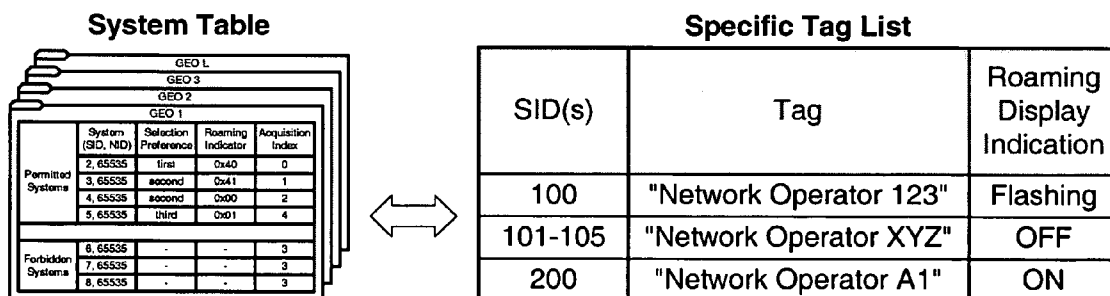 System Table
GEO L
GEO 3
GEO 2
GEO 1
System (SID, NID) Selection Preference Roaming Indicator Acquisition Index
Permitted Systems
2, 65535 first 0x40 0
3, 65535 second 0x41 1
4, 65535 second 0x00 2
5, 65535 third 0x01 4
Forbidden Systems
6, 65535 - - 3
7, 65535 - - 3
8, 65535 - - 3
Specific Tag List
SID(s) Tag Roaming Display Indication
100 "Network Operator 123" Flashing
101-105 "Network Operator XYZ" OFF
200 "Network Operator A1" ON